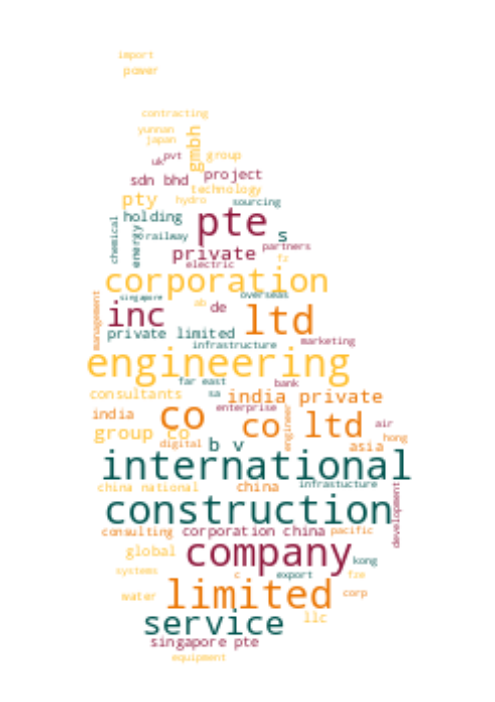 import
power
contracting
yunnan
japan
gmbh
uk
pvt
group
sdn bhd
project
technology
pty
hydro
sourcing
holding
pte
s
chemical
energy
railway
private
partners
electric
fz
corporation
singapore
overseas
management
inc
ab
de
ltd
private limited
infrastructure
marketing
engineering
far east
bank
consultants
sa
india private
india
co
enterprise
engineer
co ltd
air
group co
digital
b v
asia
hong
international
china national
china
infrastucture
development
construction
consulting
corporation china
pacific
global
company
kong
systems
c
export
fze
limited
water
corp
service
llc
singapore pte
equipment